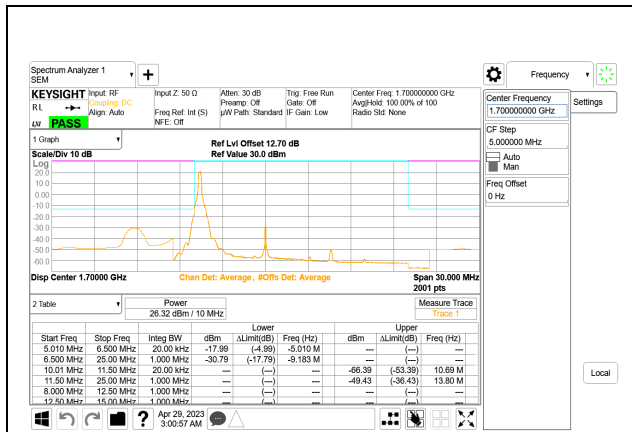 Spectrum Analyzer 1
SEM
Frequency
KEYSIGHT
Input: RF
Coupling: DC
Align: Auto
Input Z: 50 Ω
Freq Ref: Int (S)
NFE: Off
Atten: 30 dB
Preamp: Off
µW Path: Standard
Trig: Free Run
Gate: Off
IF Gain: Low
Center Freq: 1.700000000 GHz
Avg|Hold: 100.00% of 100
Radio Std: None
R L
LXI PASS
Center Frequency
1.700000000 GHz
Settings
CF Step
5.000000 MHz
Auto
Man
Freq Offset
0 Hz
1 Graph
Scale/Div 10 dB
Ref Lvl Offset 12.70 dB
Ref Value 30.0 dBm
Log
20.0
10.0
0.00
-10.0
-20.0
-30.0
-40.0
-50.0
-60.0
Disp Center 1.70000 GHz
Chan Det: Average , #Offs Det: Average
Span 30.000 MHz
2001 pts
2 Table
Power
26.32 dBm / 10 MHz
Measure Trace
Trace 1
Lower Upper
Start Freq Stop Freq Integ BW dBm ΔLimit(dB) Freq (HZ) dBm ΔLimit(dB) Freq (Hz)
5.010 MHz 6.500 MHz 20.00 kHz -17.99 (-4.99) -5.010 M --- (---) ---
6.500 MHz 25.00 MHz 1.000 MHz -30.79 (-17.79) -9.183 M --- (---) ---
10.01 MHz 11.50 MHz 20.00 kHz --- (---) --- -66.39 (-53.39) 10.69 M
11.50 MHz 25.00 MHz 1.000 MHz --- (---) --- -49.43 (-36.43) 13.80 M
8.000 MHz 12.50 MHz 1.000 MHz --- (---) --- --- (---) ---
12.50 MHz 15.00 MHz 1.000 MHz --- (---) --- --- (---) ---
Local
Apr 29, 2023
3:00:57 AM